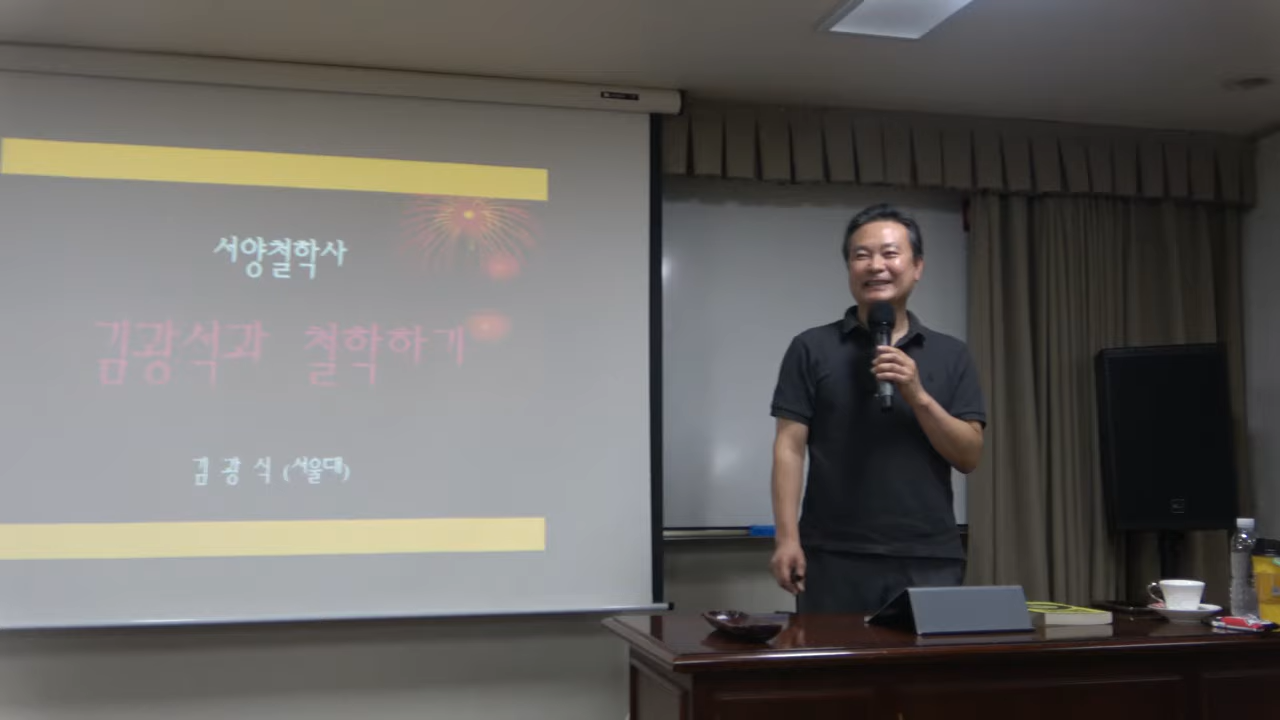 서양철학사
김광석과 철학하기
김 광 석 (서울대)